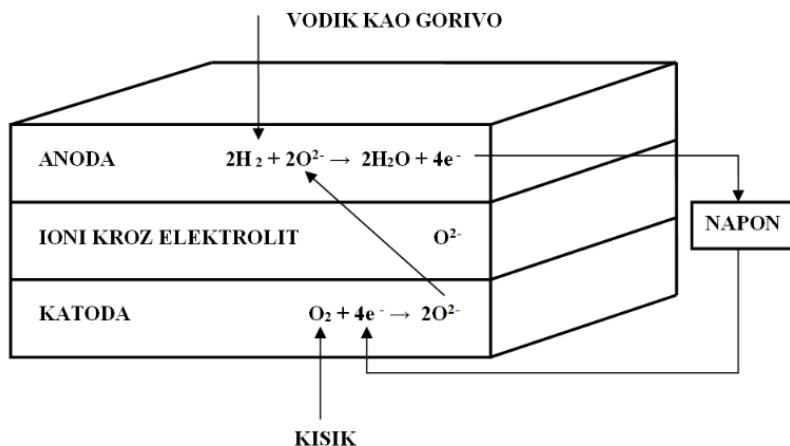 VODIK KAO GORIVO
ANODA 2H₂ + 2O²⁻ → 2H₂O + 4e⁻
NAPON
IONI KROZ ELEKTROLIT O²⁻
KATODA O₂ + 4e⁻ → 2O²⁻
KISIK